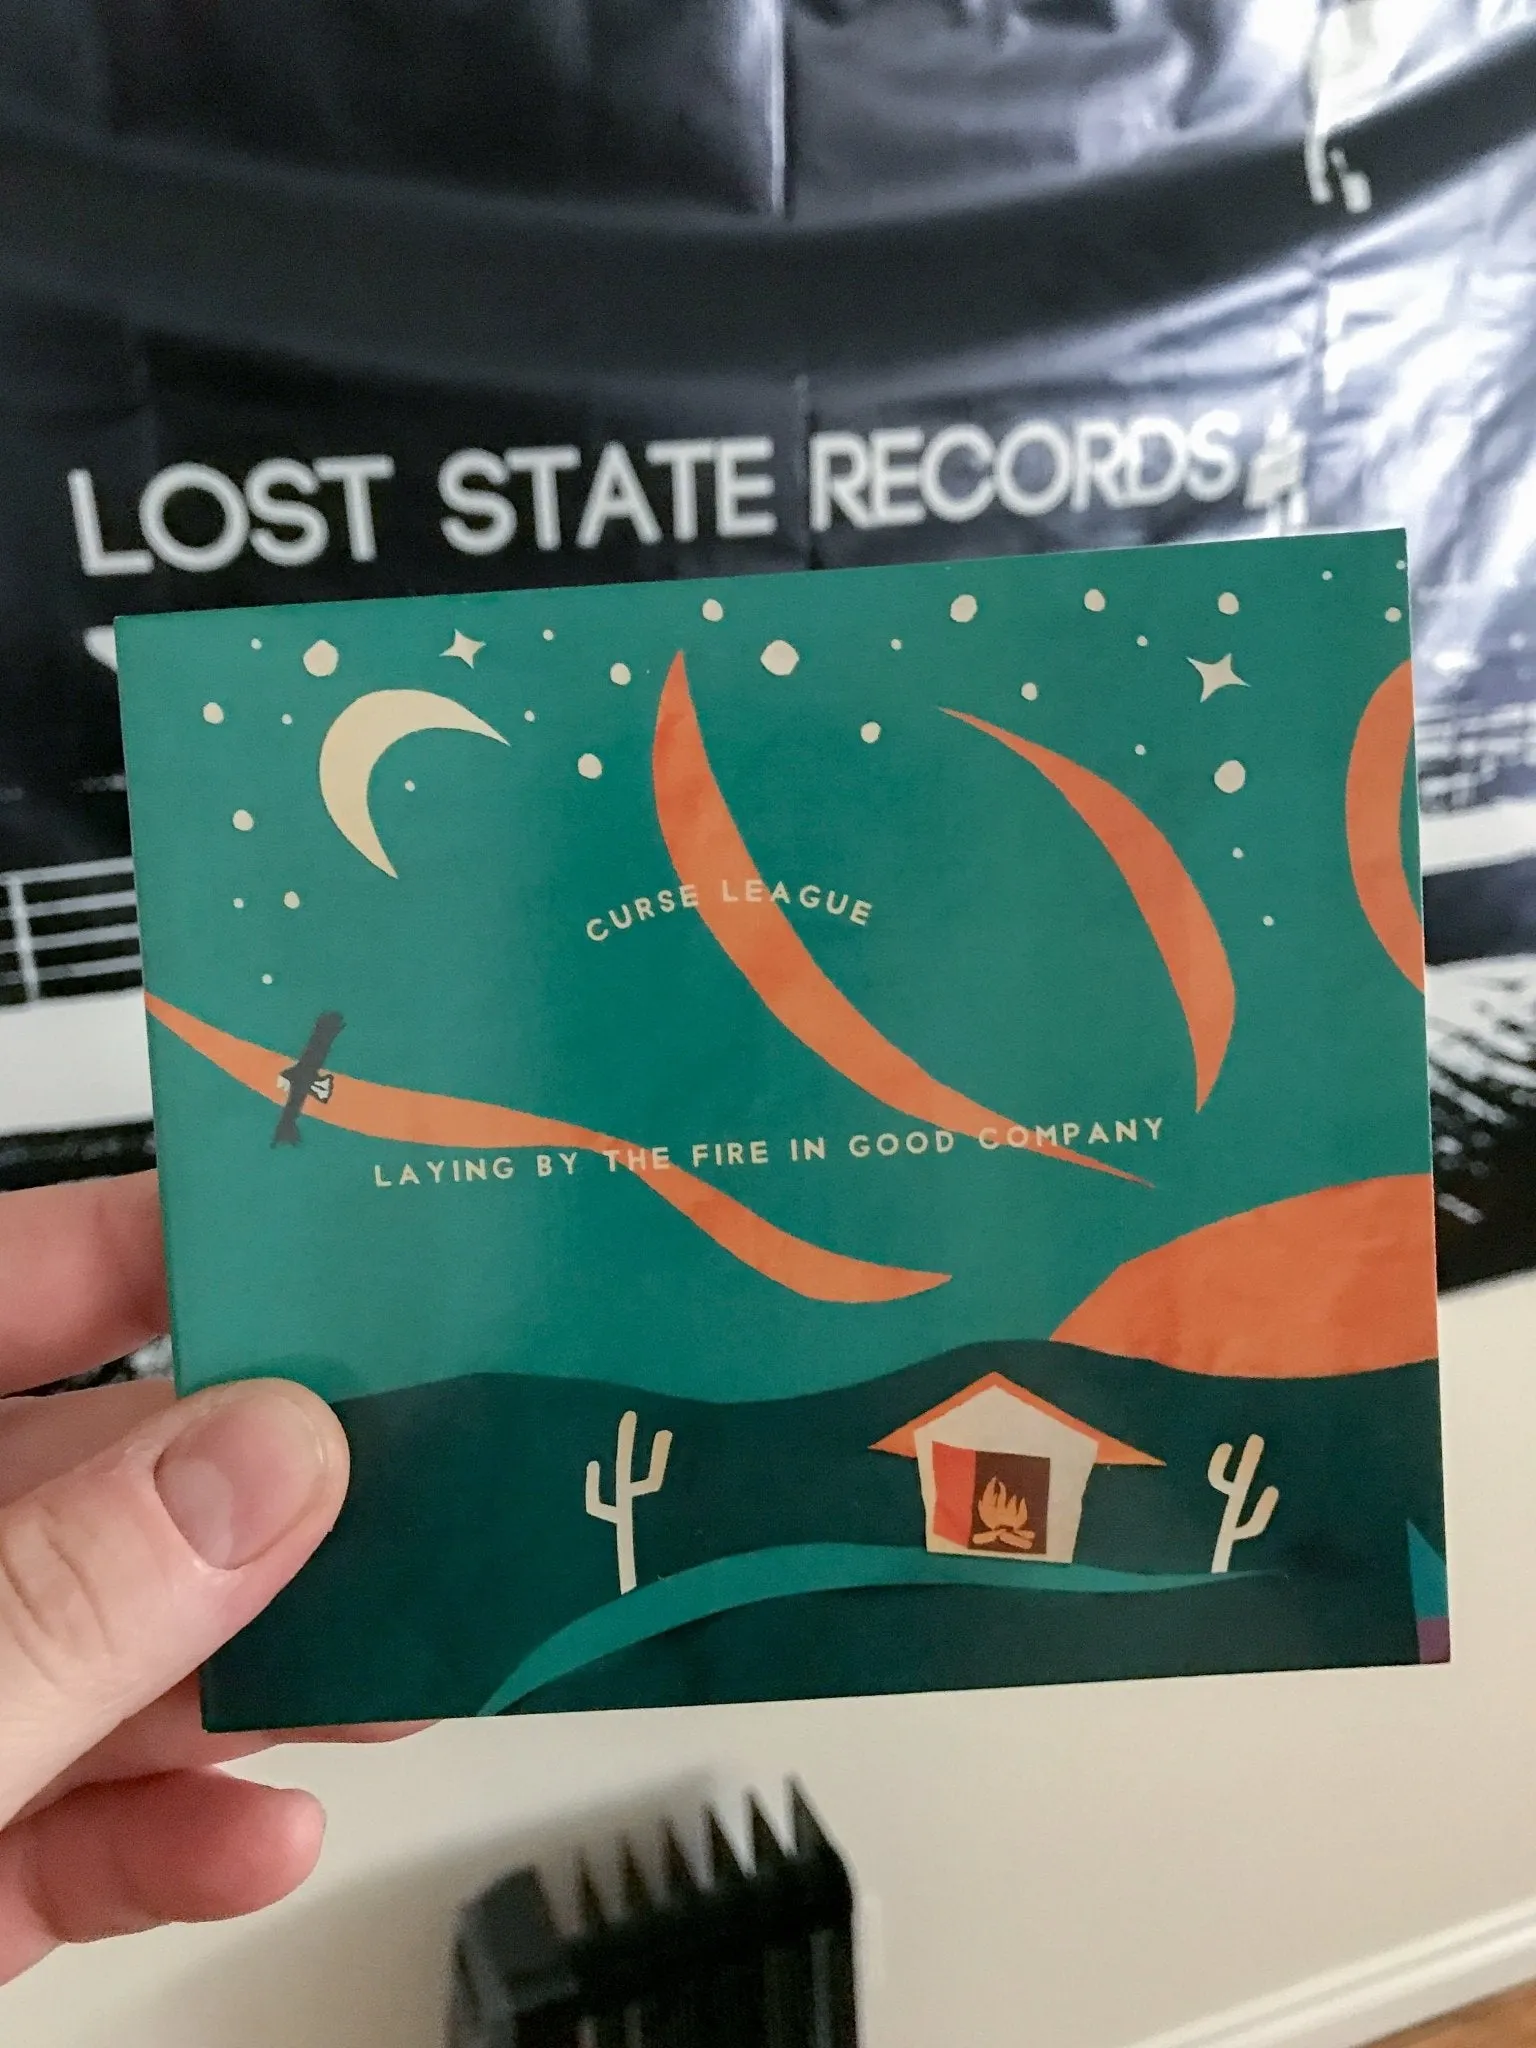 LOST STATE RECORDS
CURSE LEAGUE
LAYING BY THE FIRE IN GOOD COMPANY